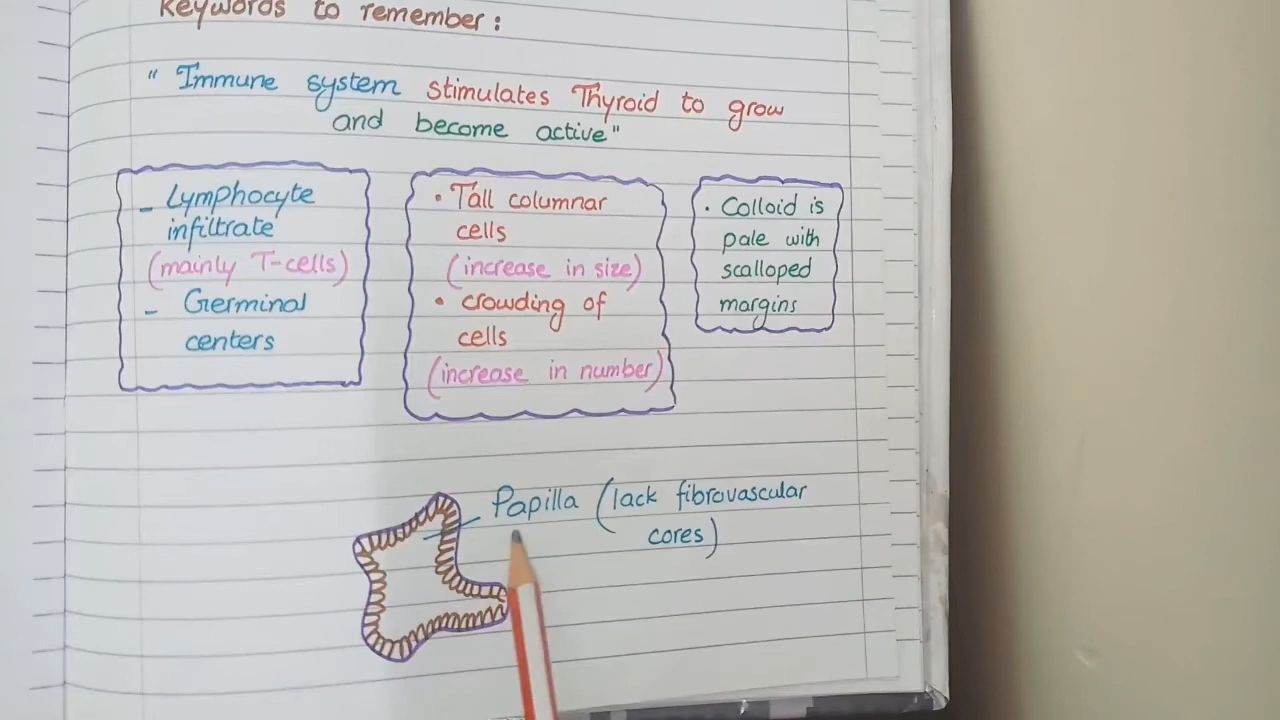 Keywords to remember :
" Immune system stimulates Thyroid to grow
and become active"
- Lymphocyte
infiltrate
(mainly T-cells)
- Germinal
centers
• Tall columnar
cells
(increase in size)
• crowding of
cells
(increase in number)
• Colloid is
pale with
scalloped
margins
Papilla (lack fibrovascular
cores)